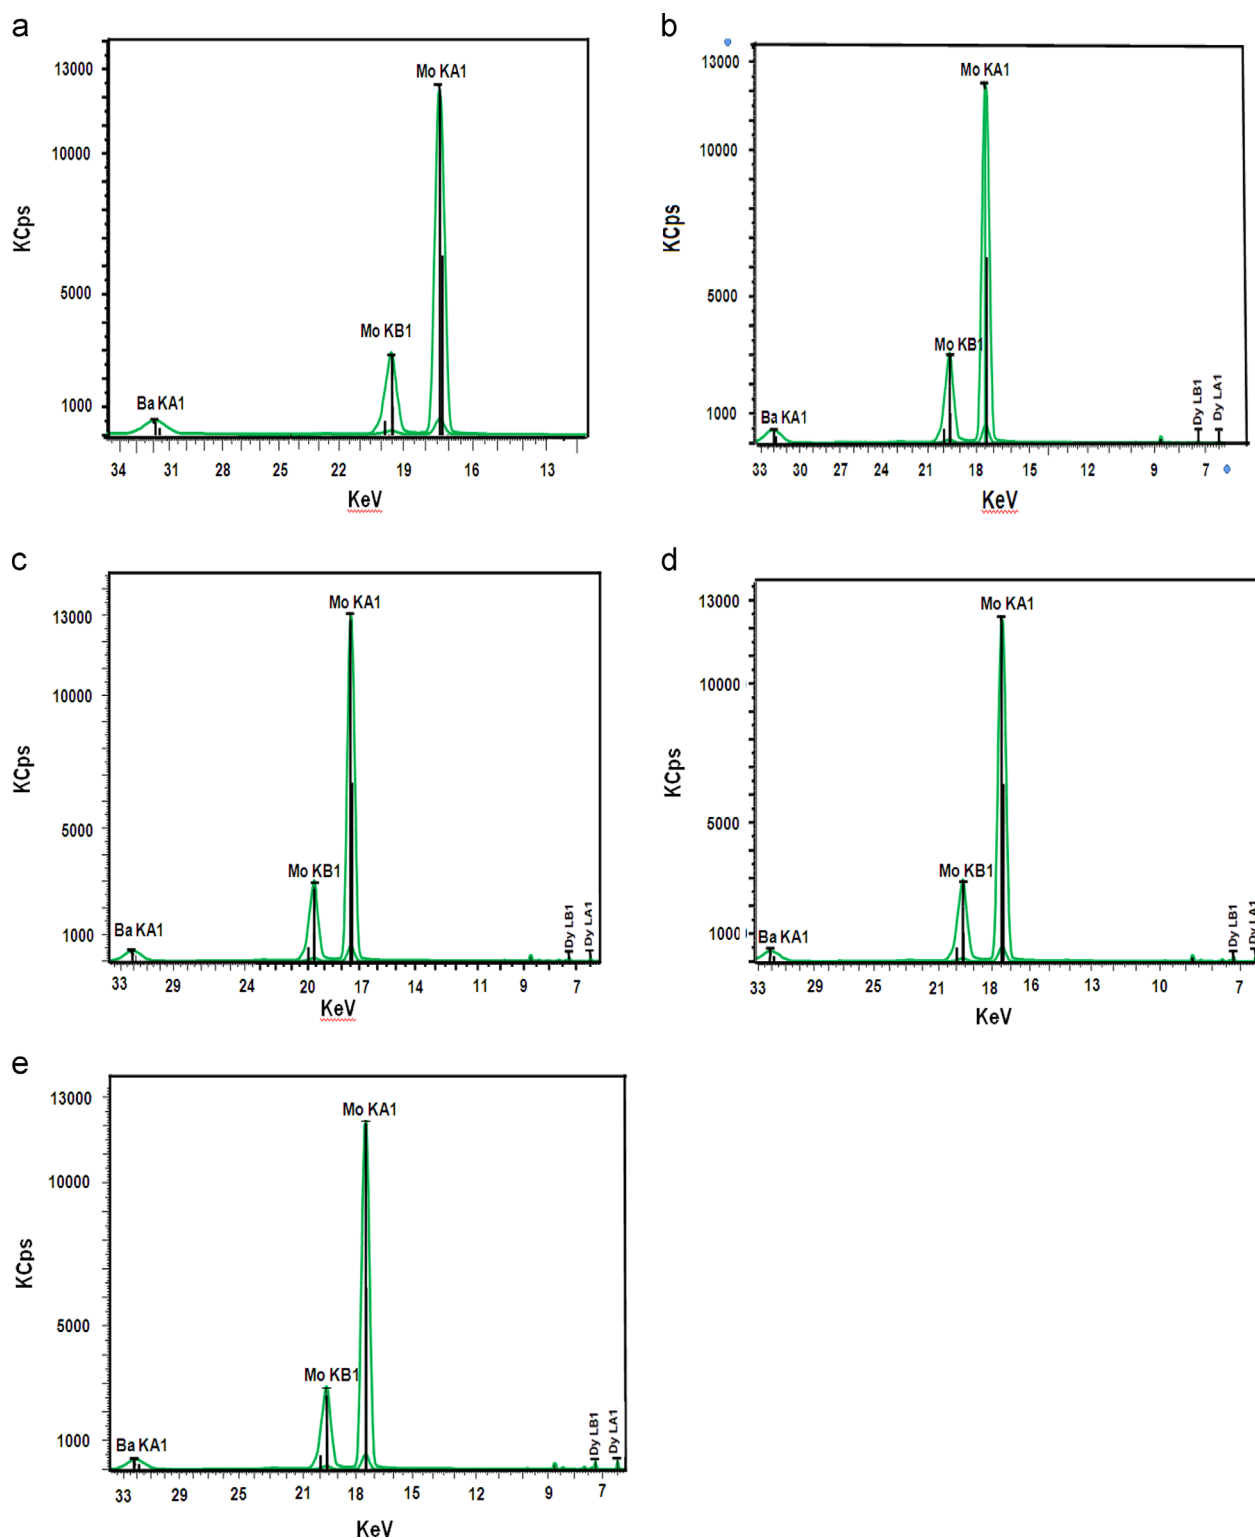 a
13000
10000
5000
1000
KCps
Mo KA1
Mo KB1
Ba KA1
34 31 28 25 22 19 16 13
KeV
b
13000
10000
5000
1000
KCps
Mo KA1
Mo KB1
Ba KA1
Dy LB1
Dy LA1
33 30 27 24 21 19 16 12 9 7
KeV
c
13000
10000
5000
1000
KCps
Mo KA1
Mo KB1
Ba KA1
Dy LB1
Dy LA1
33 29 24 20 17 14 11 9 7
KeV
d
13000
10000
5000
1000
KCps
Mo KA1
Mo KB1
Ba KA1
Dy LB1
Dy LA1
33 29 25 21 18 16 13 10 7
KeV
e
13000
10000
5000
1000
KCps
Mo KA1
Mo KB1
Ba KA1
Dy LB1
Dy LA1
33 29 25 21 18 15 12 9 7
KeV